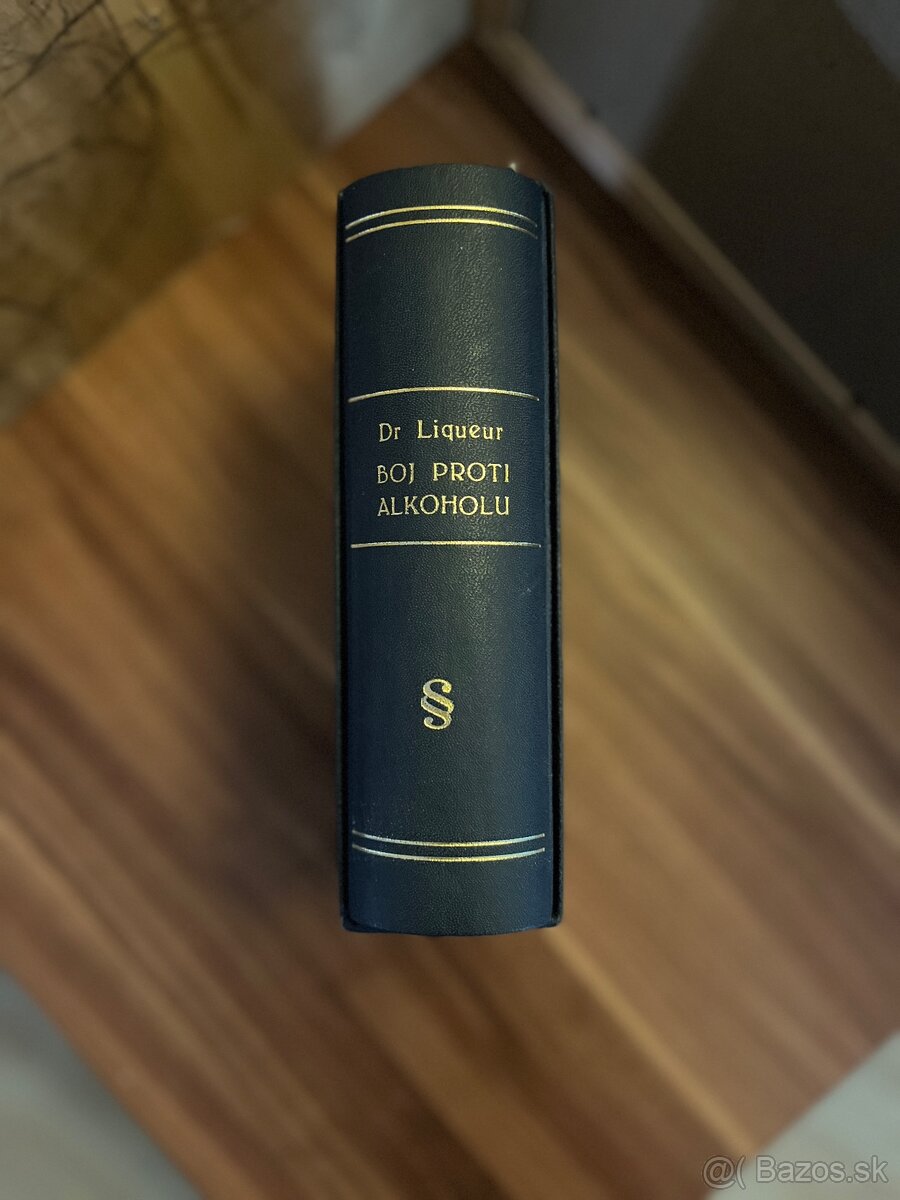 Dr Liqueur
BOJ PROTI
ALKOHOLU
§
@( Bazos.sk